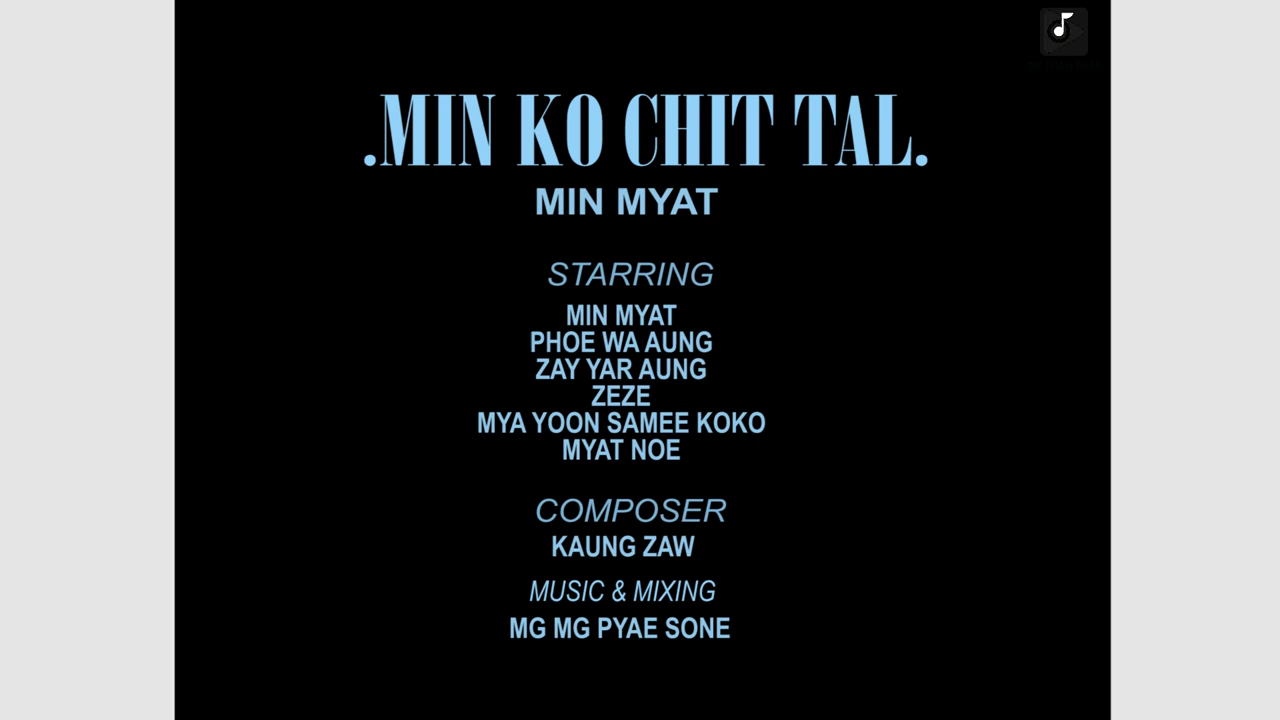 .MIN KO CHIT TAL.
MIN MYAT
STARRING
MIN MYAT
PHOE WA AUNG
ZAY YAR AUNG
ZEZE
MYA YOON SAMEE KOKO
MYAT NOE
COMPOSER
KAUNG ZAW
MUSIC & MIXING
MG MG PYAE SONE